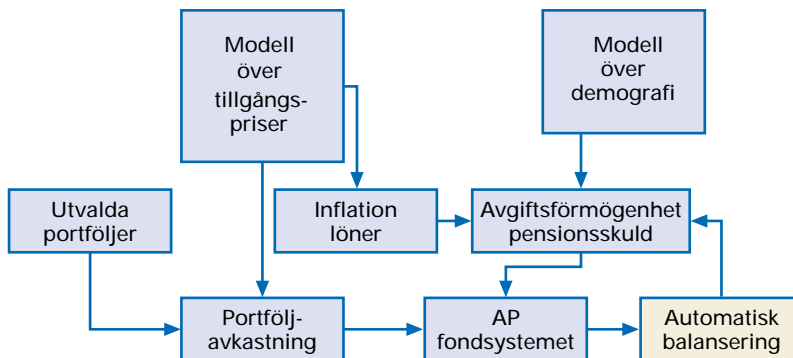 Modell
över
tillgångs-
priser
Modell
över
demografi
Utvalda
portföljer
Inflation
löner
Avgiftsförmögenhet
pensionsskuld
Portfölj-
avkastning
AP
fondsystemet
Automatisk
balansering